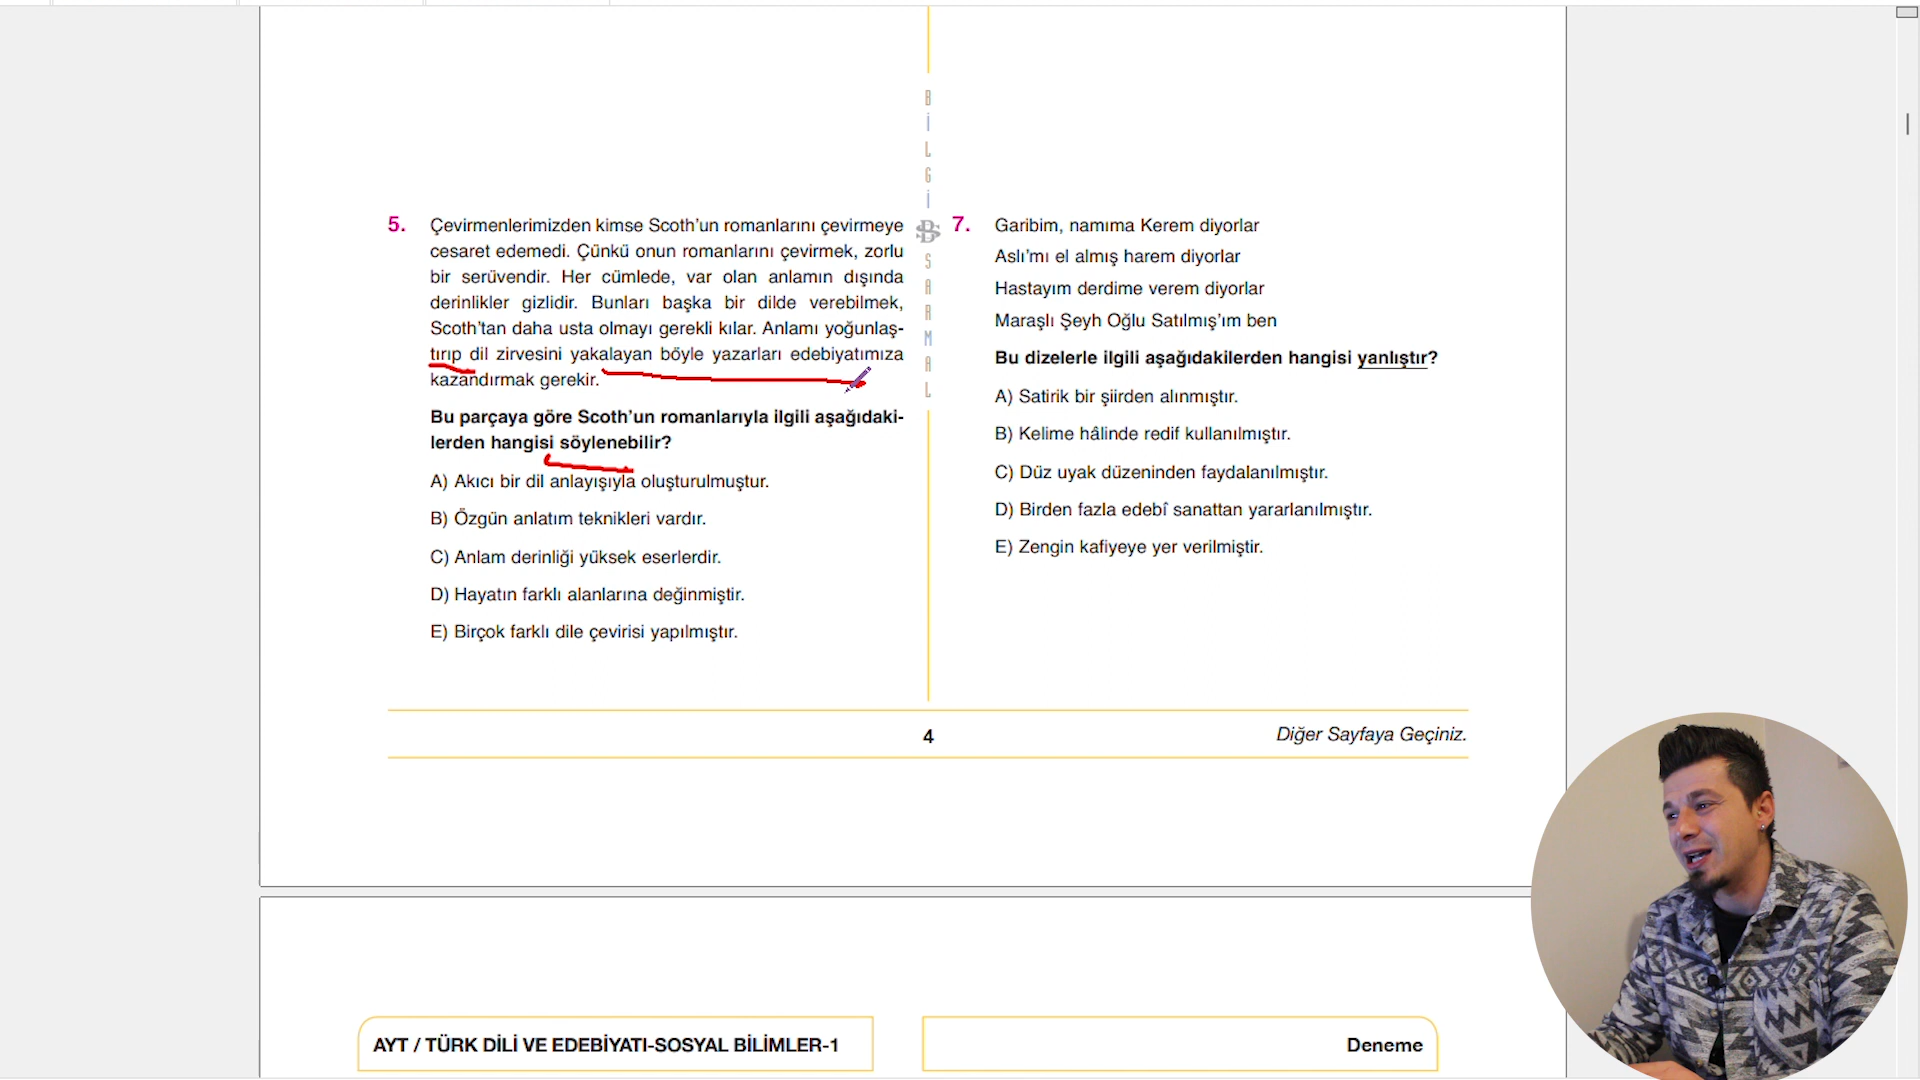 5. Çevirmenlerimizden kimse Scoth’un romanlarını çevirmeye
cesaret edemedi. Çünkü onun romanlarını çevirmek, zorlu
bir serüvendir. Her cümlede, var olan anlamın dışında
derinlikler gizlidir. Bunları başka bir dilde verebilmek,
Scoth’tan daha usta olmayı gerekli kılar. Anlamı yoğunlaş-
tırıp dil zirvesini yakalayan böyle yazarları edebiyatımıza
kazandırmak gerekir.
Bu parçaya göre Scoth’un romanlarıyla ilgili aşağıdaki-
lerden hangisi söylenebilir?
A) Akıcı bir dil anlayışıyla oluşturulmuştur.
B) Özgün anlatım teknikleri vardır.
C) Anlam derinliği yüksek eserlerdir.
D) Hayatın farklı alanlarına değinmiştir.
E) Birçok farklı dile çevirisi yapılmıştır.
BİLGİ
SARMAL
7. Garibim, namıma Kerem diyorlar
Aslı’mı el almış harem diyorlar
Hastayım derdime verem diyorlar
Maraşlı Şeyh Oğlu Satılmış’ım ben
Bu dizelerle ilgili aşağıdakilerden hangisi yanlıştır?
A) Satirik bir şiirden alınmıştır.
B) Kelime hâlinde redif kullanılmıştır.
C) Düz uyak düzeninden faydalanılmıştır.
D) Birden fazla edebî sanattan yararlanılmıştır.
E) Zengin kafiyeye yer verilmiştir.
4
Diğer Sayfaya Geçiniz.
AYT / TÜRK DİLİ VE EDEBİYATI-SOSYAL BİLİMLER-1
Deneme